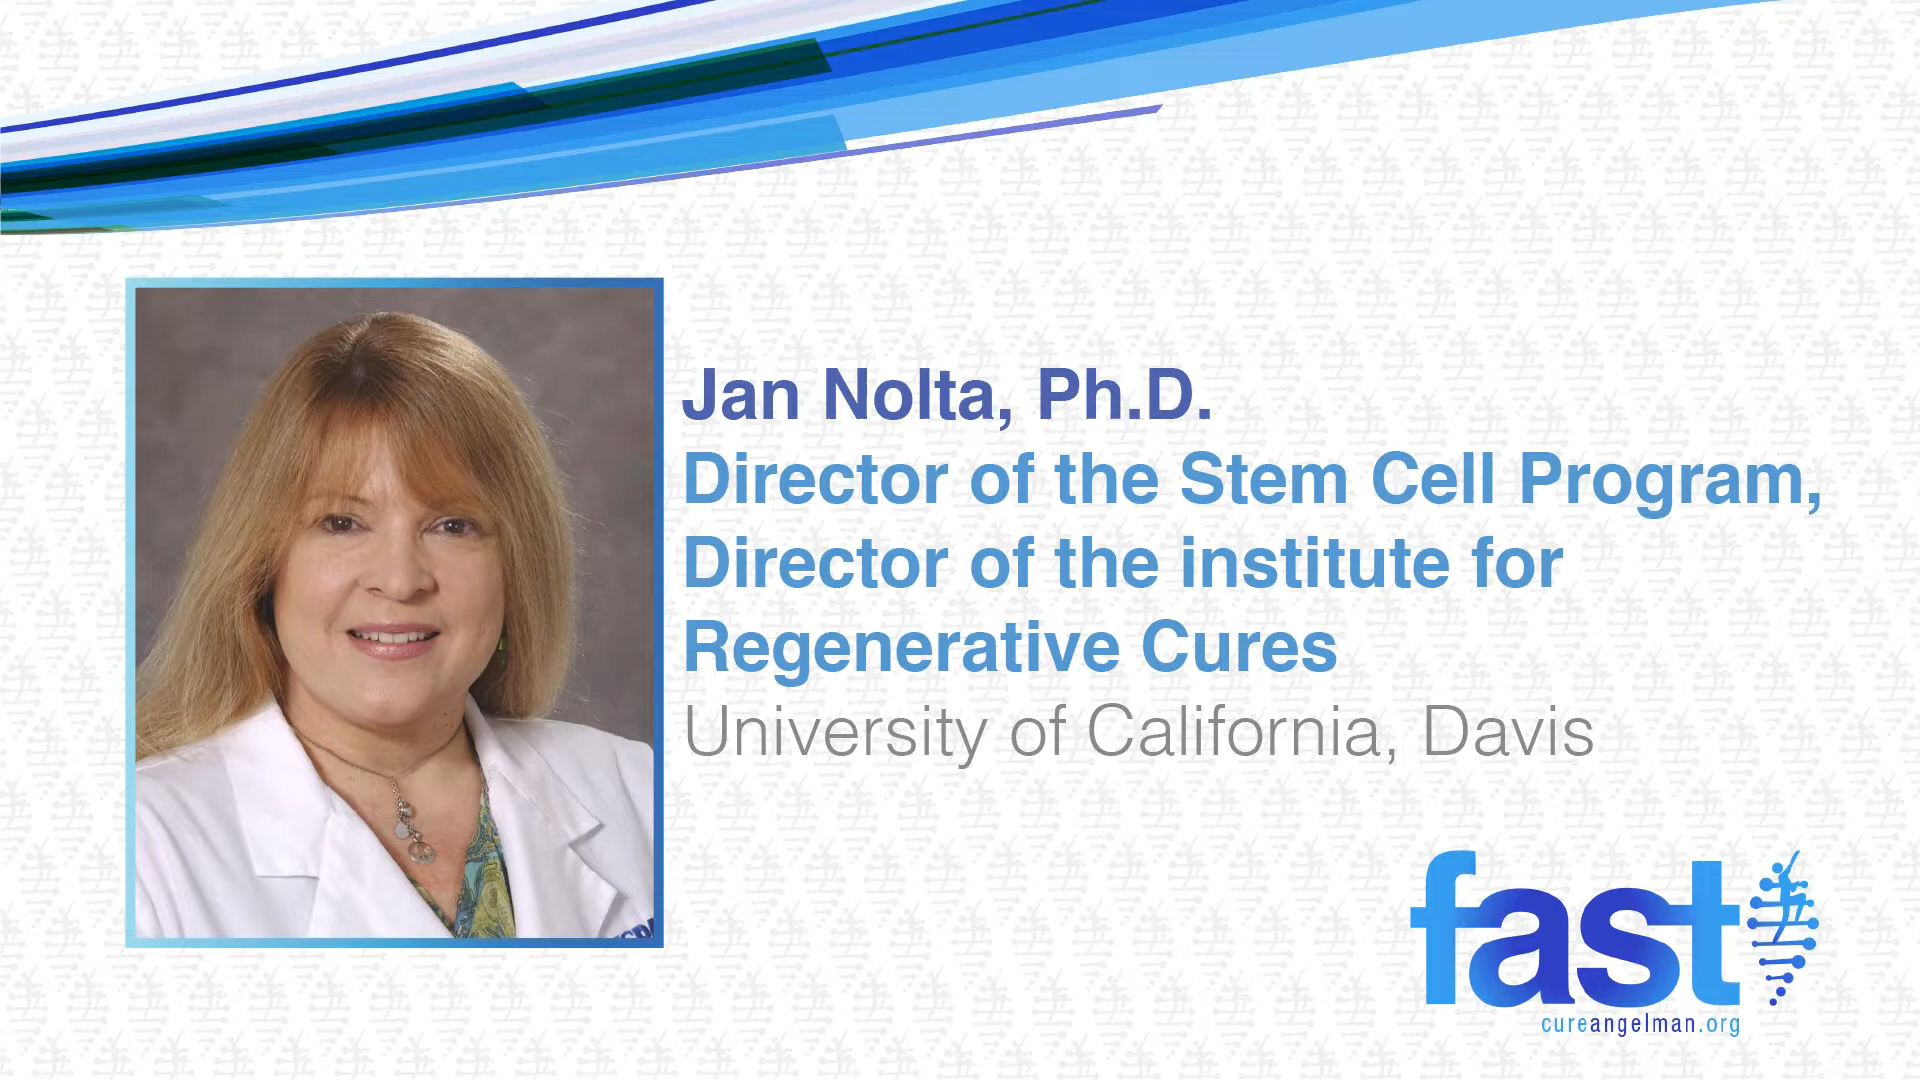 Jan Nolta, Ph.D.
Director of the Stem Cell Program,
Director of the institute for
Regenerative Cures
University of California, Davis
fast
cureangelman.org